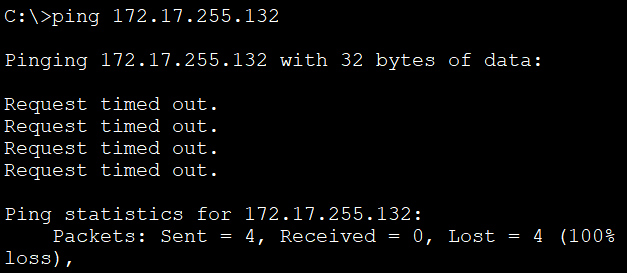 C:\>ping 172.17.255.132
Pinging 172.17.255.132 with 32 bytes of data:
Request timed out.
Request timed out.
Request timed out.
Request timed out.
Ping statistics for 172.17.255.132:
    Packets: Sent = 4, Received = 0, Lost = 4 (100%
loss),